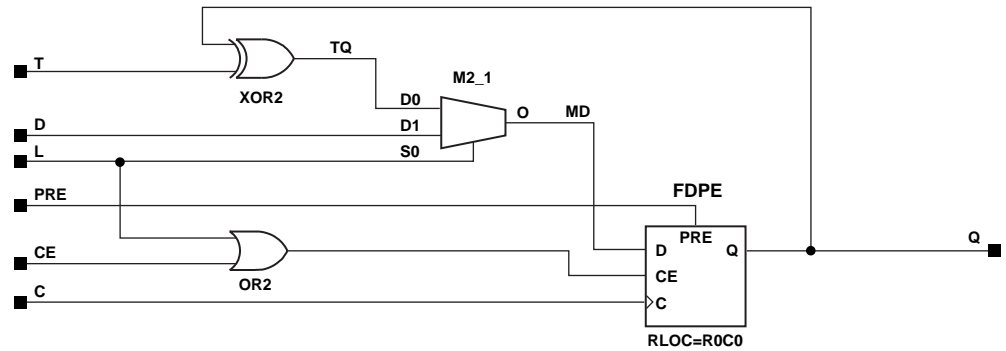 TQ
T
M2_1
XOR2
D0
O
MD
D
D1
L
S0
PRE
FDPE
PRE
CE
D
Q
Q
OR2
CE
C
C
RLOC=R0C0